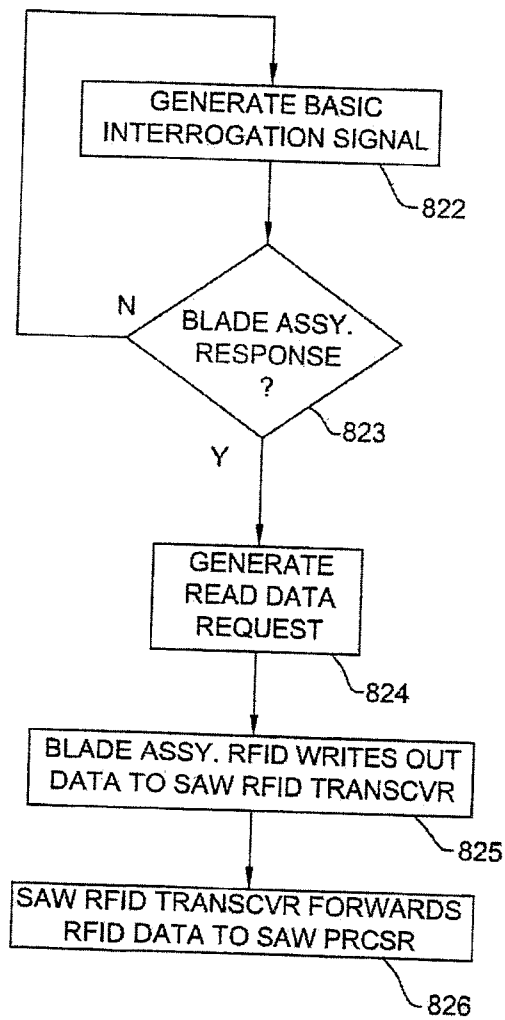 GENERATE BASIC
INTERROGATION SIGNAL
822
N
BLADE ASSY.
RESPONSE
?
823
Y
GENERATE
READ DATA
REQUEST
824
BLADE ASSY. RFID WRITES OUT
DATA TO SAW RFID TRANSCVR
825
SAW RFID TRANSCVR FORWARDS
RFID DATA TO SAW PRCSR
826